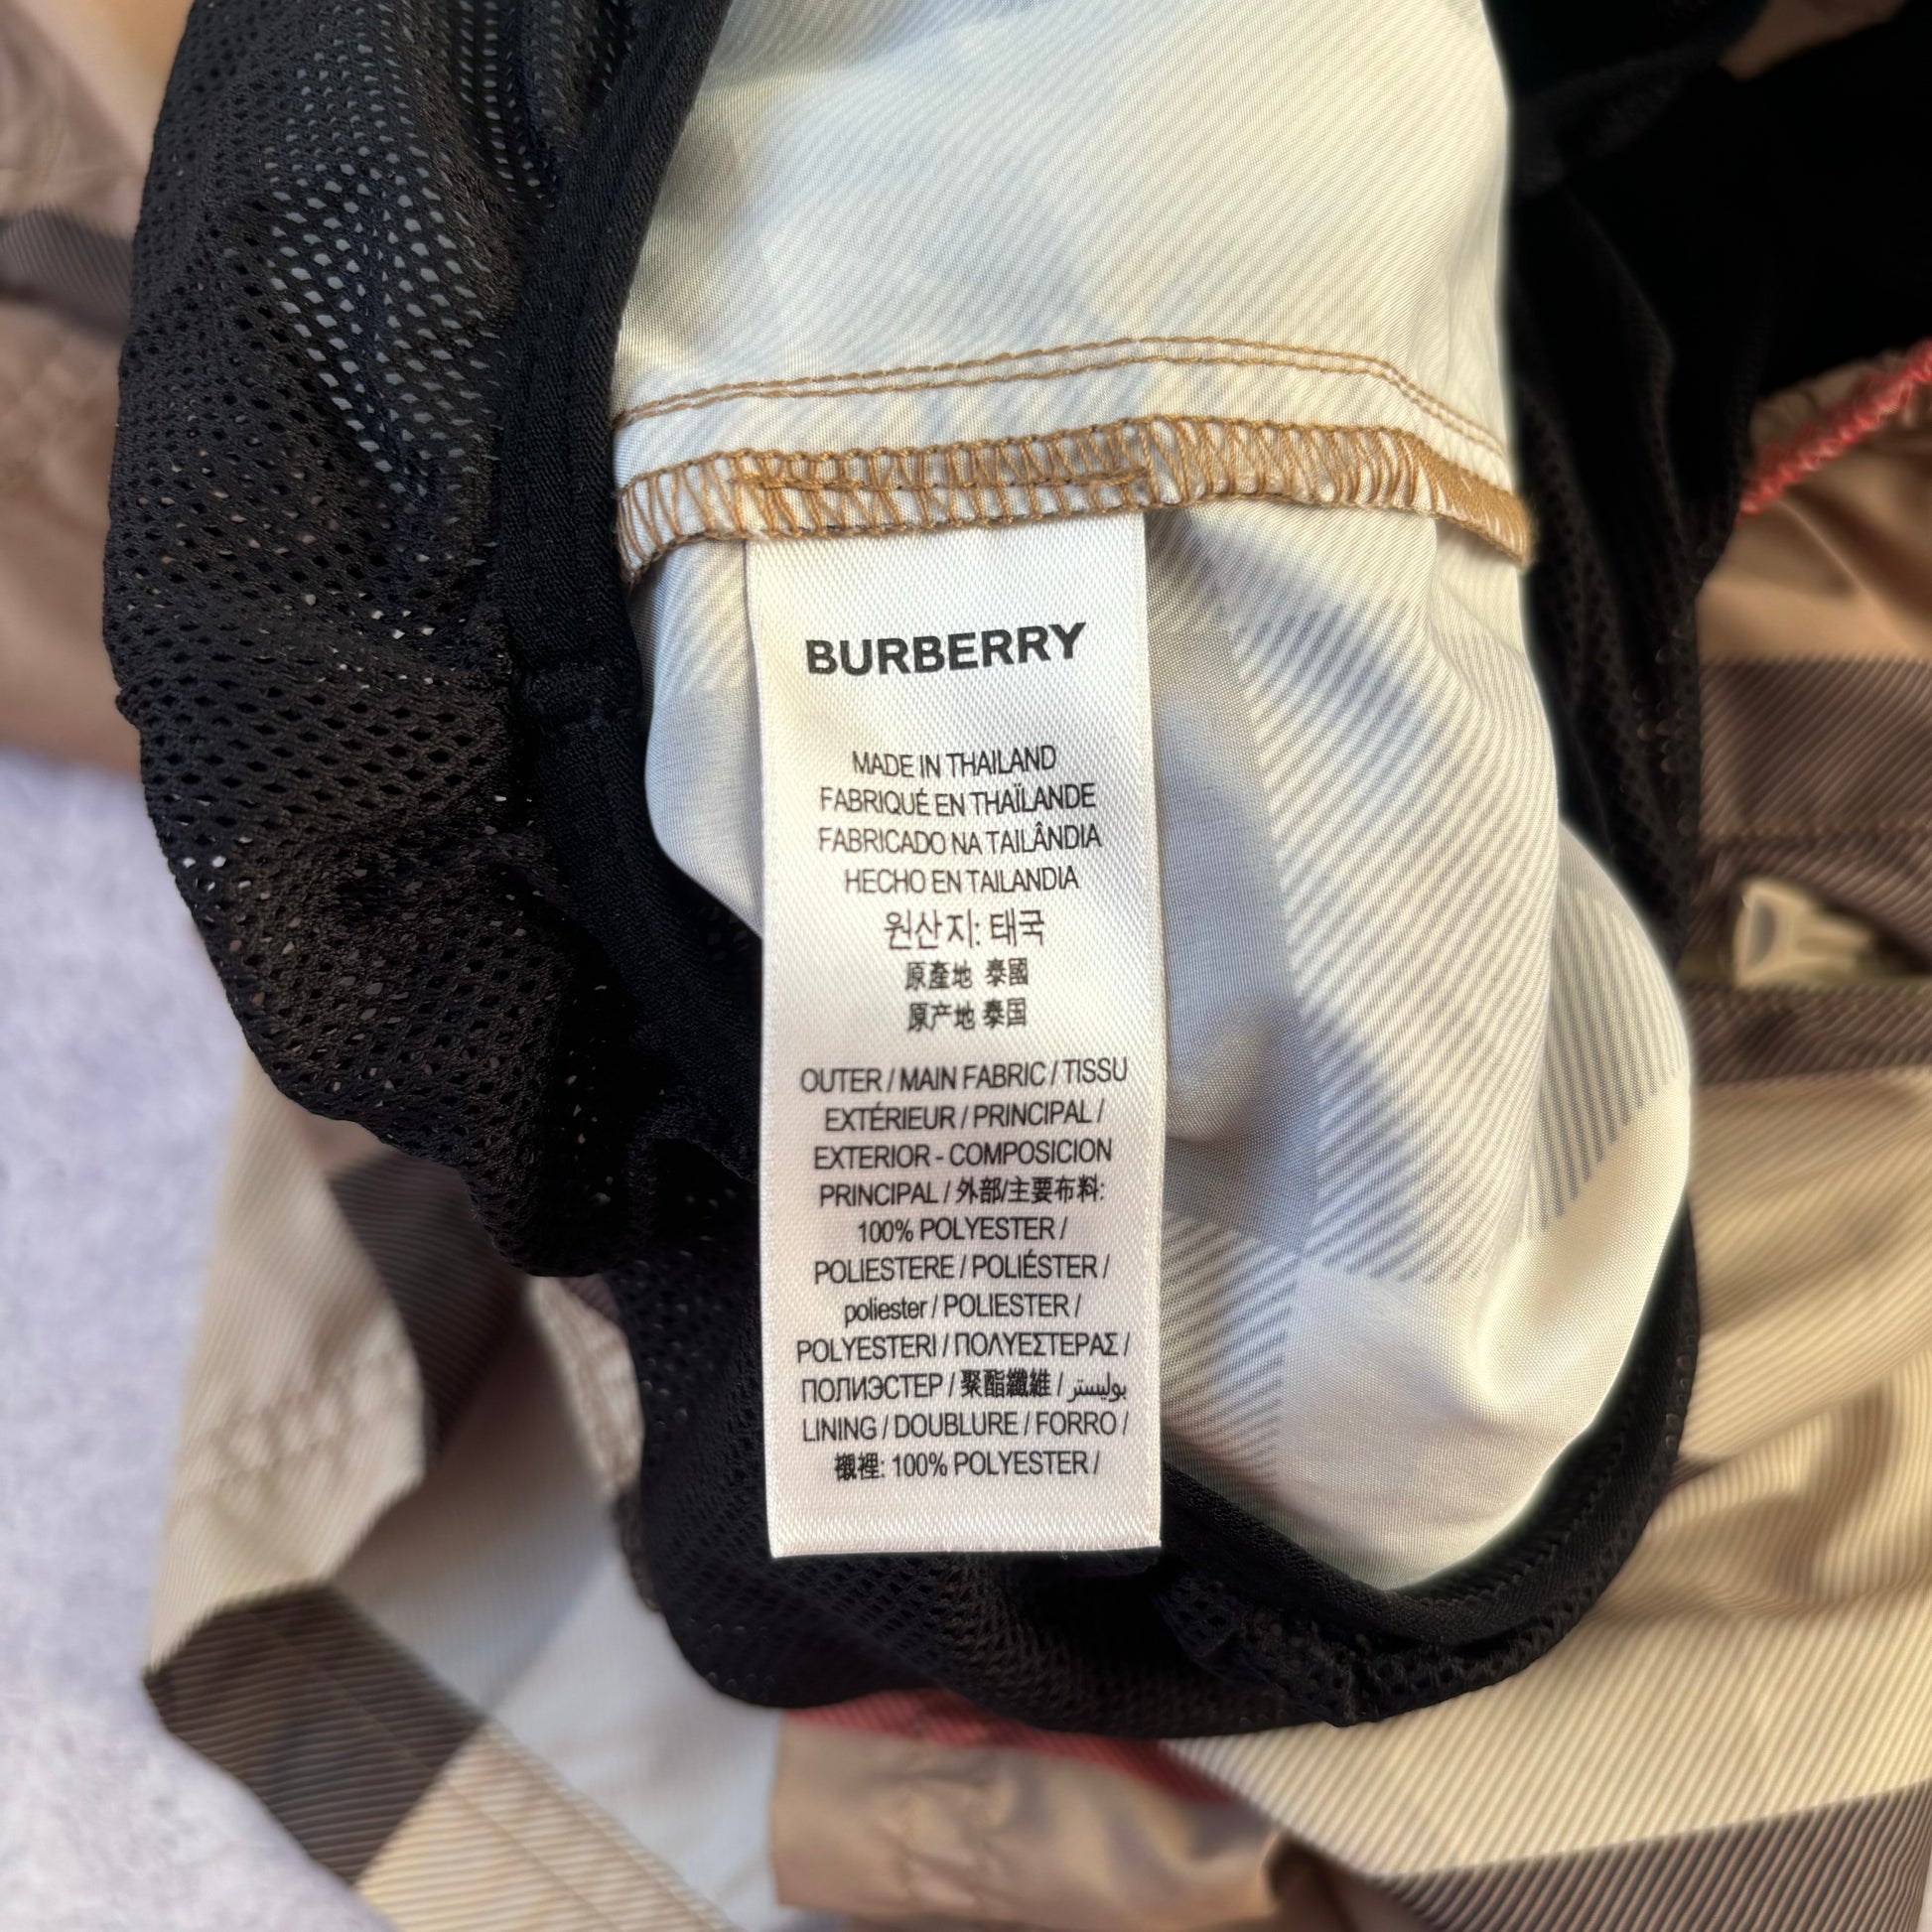 BURBERRY
MADE IN THAILAND
FABRIQUÉ EN THAÏLANDE
FABRICADO NA TAILÂNDIA
HECHO EN TAILANDIA
원산지: 태국
原產地 泰國
原产地 泰国
OUTER / MAIN FABRIC / TISSU
EXTÉRIEUR / PRINCIPAL /
EXTERIOR - COMPOSICION
PRINCIPAL / 外部/主要布料:
100% POLYESTER /
POLIESTERE / POLIÉSTER /
poliester / POLIESTER /
POLYESTERI / ΠΟΛΥΕΣΤΕΡΑΣ /
ПОЛИЭСТЕР / 聚酯纖維 / بوليستر
LINING / DOUBLURE / FORRO /
襯裡: 100% POLYESTER /